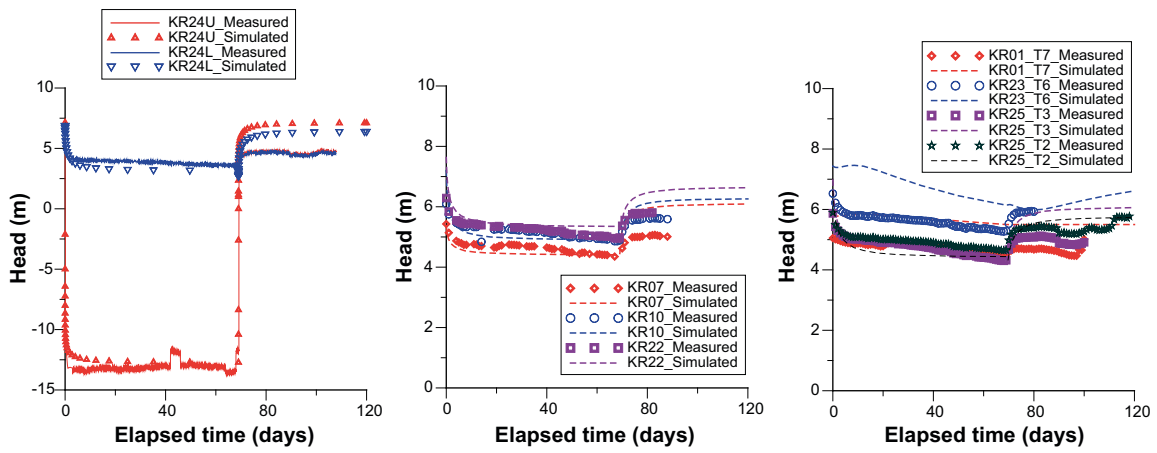 KR24U_Measured
KR24U_Simulated
KR24L_Measured
KR24L_Simulated
10
5
0
-5
-10
-15
Head (m)
0 40 80 120
Elapsed time (days)
10
8
6
4
2
0
Head (m)
KR07_Measured
KR07_Simulated
KR10_Measured
KR10_Simulated
KR22_Measured
KR22_Simulated
0 40 80 120
Elapsed time (days)
KR01_T7_Measured
KR01_T7_Simulated
KR23_T6_Measured
KR23_T6_Simulated
KR25_T3_Measured
KR25_T3_Simulated
KR25_T2_Measured
KR25_T2_Simulated
10
8
6
4
2
0
Head (m)
0 40 80 120
Elapsed time (days)